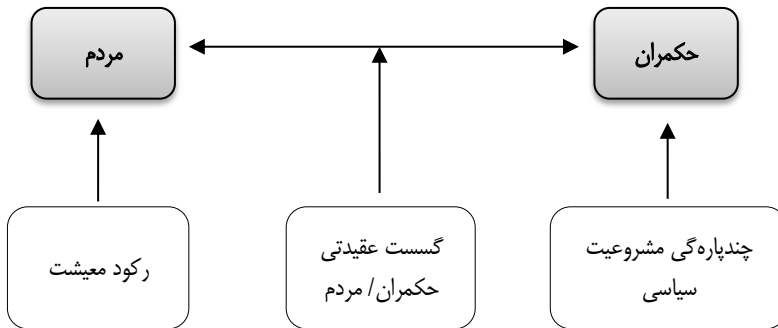 حکمران
مردم
چندپاره‌گی مشروعیت
سیاسی
گسست عقیدتی
حکمران/ مردم
رکود معیشت